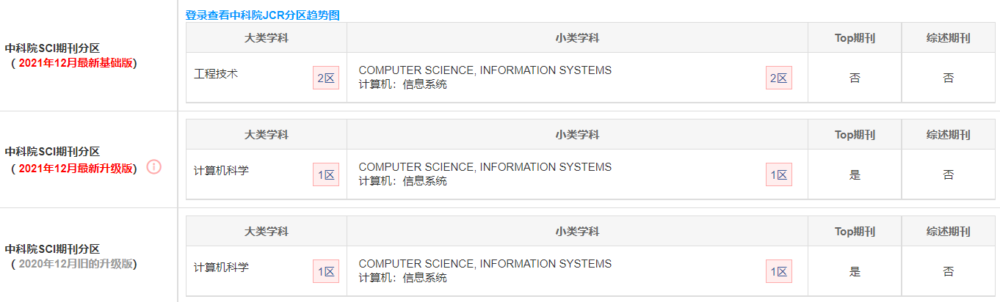 登录查看中科院JCR分区趋势图
中科院SCI期刊分区
（2021年12月最新基础版)
大类学科 小类学科 Top期刊 综述期刊
工程技术 2区 COMPUTER SCIENCE, INFORMATION SYSTEMS
计算机：信息系统 2区 否 否
中科院SCI期刊分区
（2021年12月最新升级版)
大类学科 小类学科 Top期刊 综述期刊
计算机科学 1区 COMPUTER SCIENCE, INFORMATION SYSTEMS
计算机：信息系统 1区 是 否
中科院SCI期刊分区
（2020年12月旧的升级版)
大类学科 小类学科 Top期刊 综述期刊
计算机科学 1区 COMPUTER SCIENCE, INFORMATION SYSTEMS
计算机：信息系统 1区 是 否